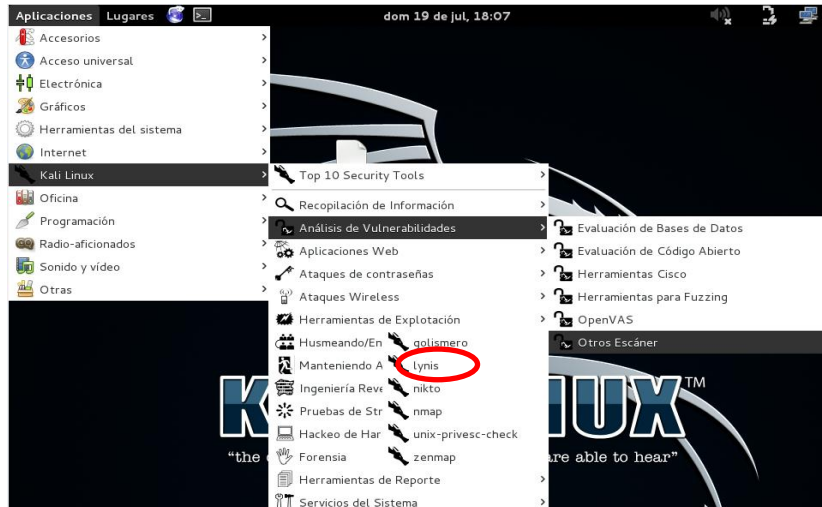 Aplicaciones Lugares dom 19 de jul, 18:07
Accesorios
Acceso universal
Electrónica
Gráficos
Herramientas del sistema
Internet
Kali Linux
Oficina
Programación
Radio-aficionados
Sonido y vídeo
Otras
Top 10 Security Tools
Recopilación de Información
Análisis de Vulnerabilidades
Aplicaciones Web
Ataques de contraseñas
Ataques Wireless
Herramientas de Explotación
Husmeando/En
Manteniendo A
Ingeniería Reve
Pruebas de Str
Hackeo de Har
Forensia
Herramientas de Reporte
Servicios del Sistema
golismero
lynis
nikto
nmap
unix-privesc-check
zenmap
Evaluación de Bases de Datos
Evaluación de Código Abierto
Herramientas Cisco
Herramientas para Fuzzing
OpenVAS
Otros Escáner
K UX TM
"the are able to hear"